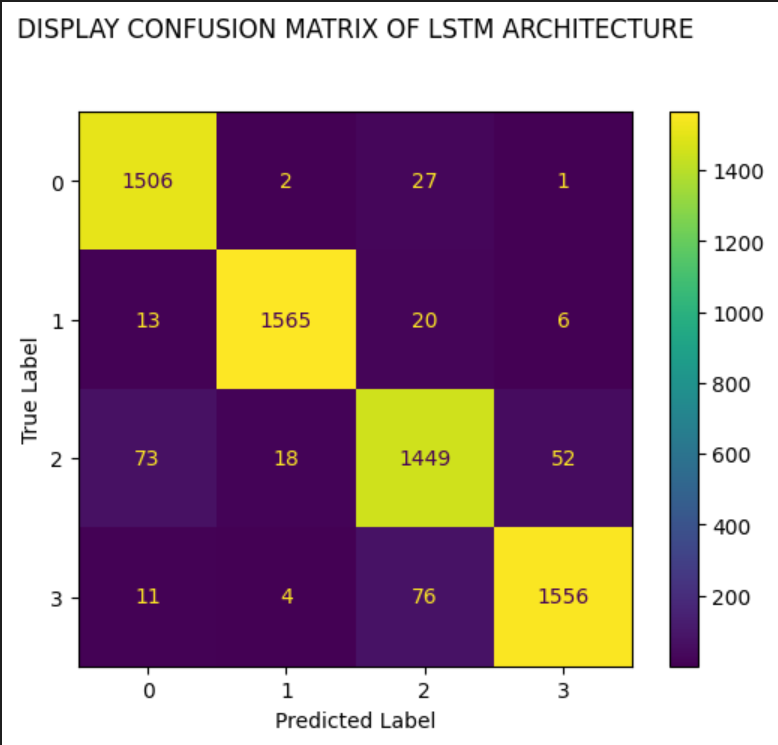 DISPLAY CONFUSION MATRIX OF LSTM ARCHITECTURE
0 1506 2 27 1
1 13 1565 20 6
2 73 18 1449 52
3 11 4 76 1556
0 1 2 3
True Label
Predicted Label
1400
1200
1000
800
600
400
200